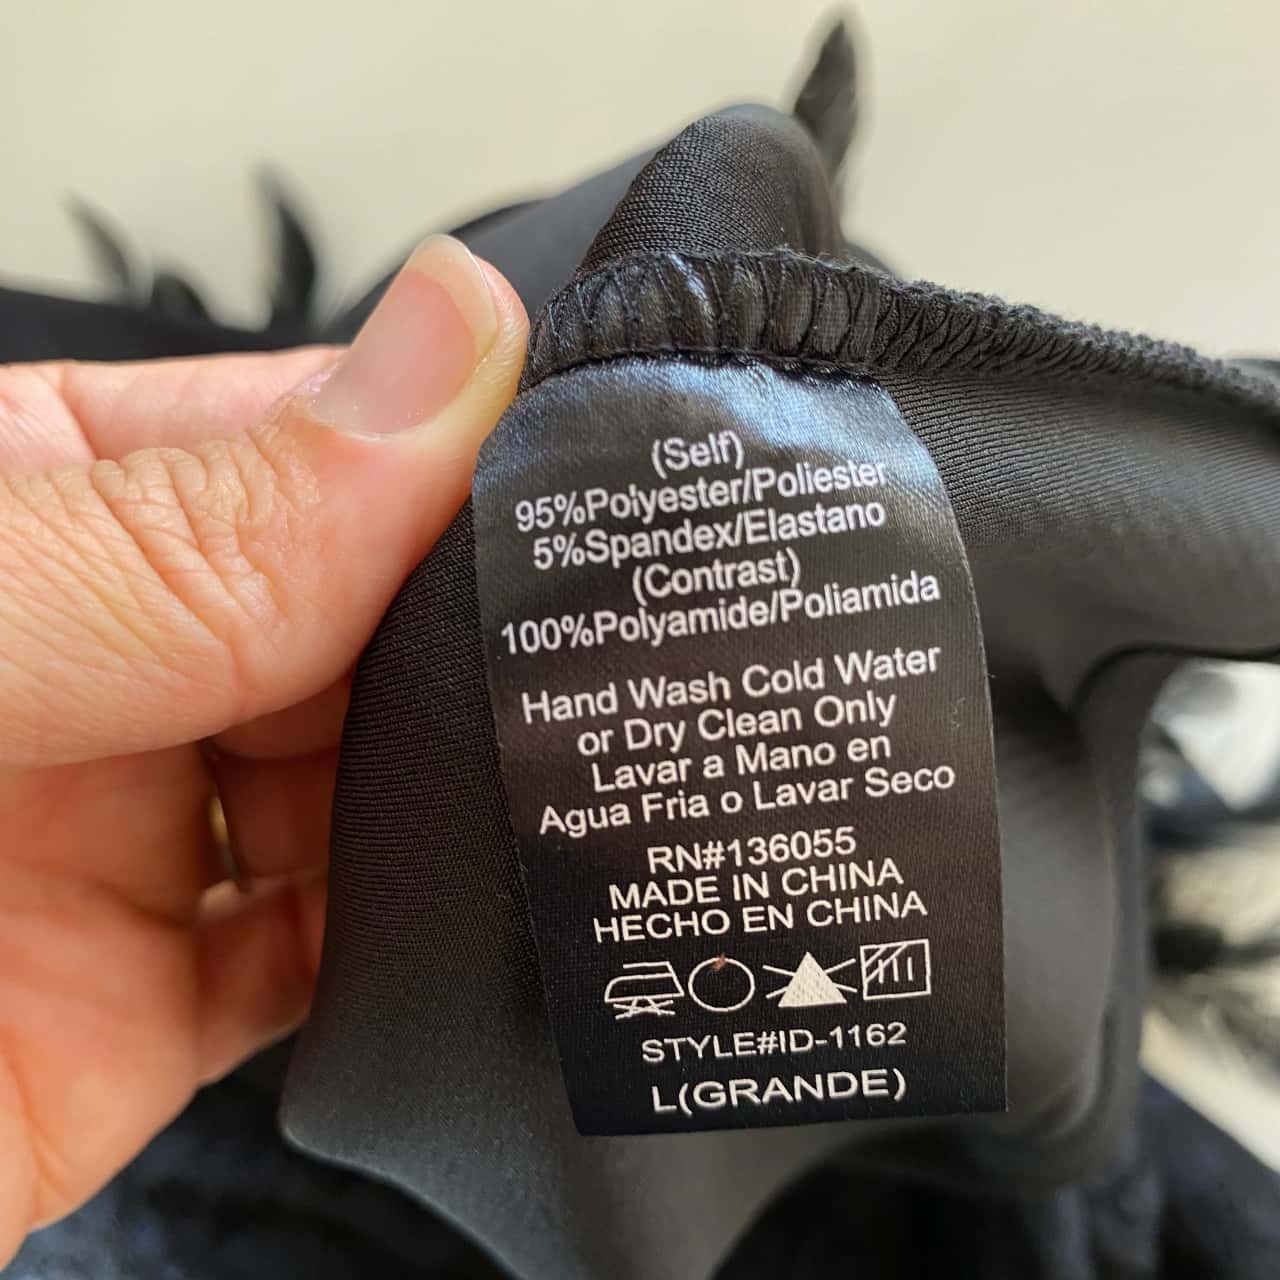 (Self)
95%Polyester/Poliester
5%Spandex/Elastano
(Contrast)
100%Polyamide/Poliamida
Hand Wash Cold Water
or Dry Clean Only
Lavar a Mano en
Agua Fria o Lavar Seco
RN#136055
MADE IN CHINA
HECHO EN CHINA
STYLE#ID-1162
L(GRANDE)